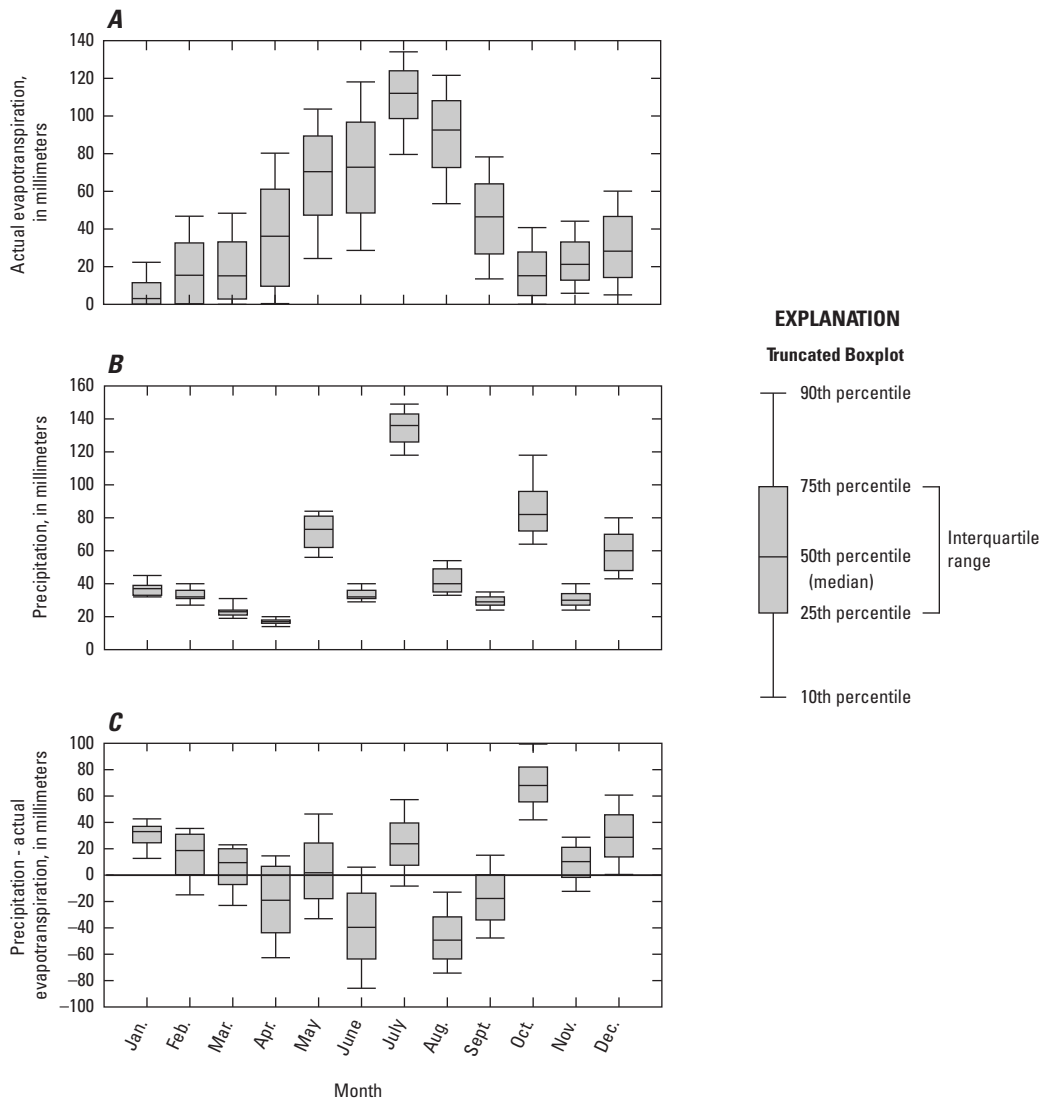 A
Actual evapotranspiration,
in millimeters
140
120
100
80
60
40
20
0
B
Precipitation, in millimeters
160
140
120
100
80
60
40
20
0
C
Precipitation - actual
evapotranspiration, in millimeters
100
80
60
40
20
0
−20
−40
−60
−80
−100
Jan.
Feb.
Mar.
Apr.
May
June
July
Aug.
Sept.
Oct.
Nov.
Dec.
Month
EXPLANATION
Truncated Boxplot
90th percentile
75th percentile
50th percentile
(median)
25th percentile
10th percentile
Interquartile
range